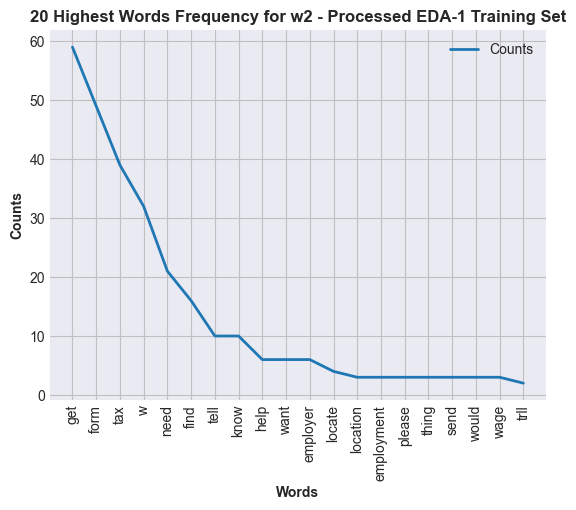 20 Highest Words Frequency for w2 - Processed EDA-1 Training Set
Counts
60
50
40
30
20
10
0
Counts
get
form
tax
w
need
find
tell
know
help
want
employer
locate
location
employment
please
thing
send
would
wage
trll
Words